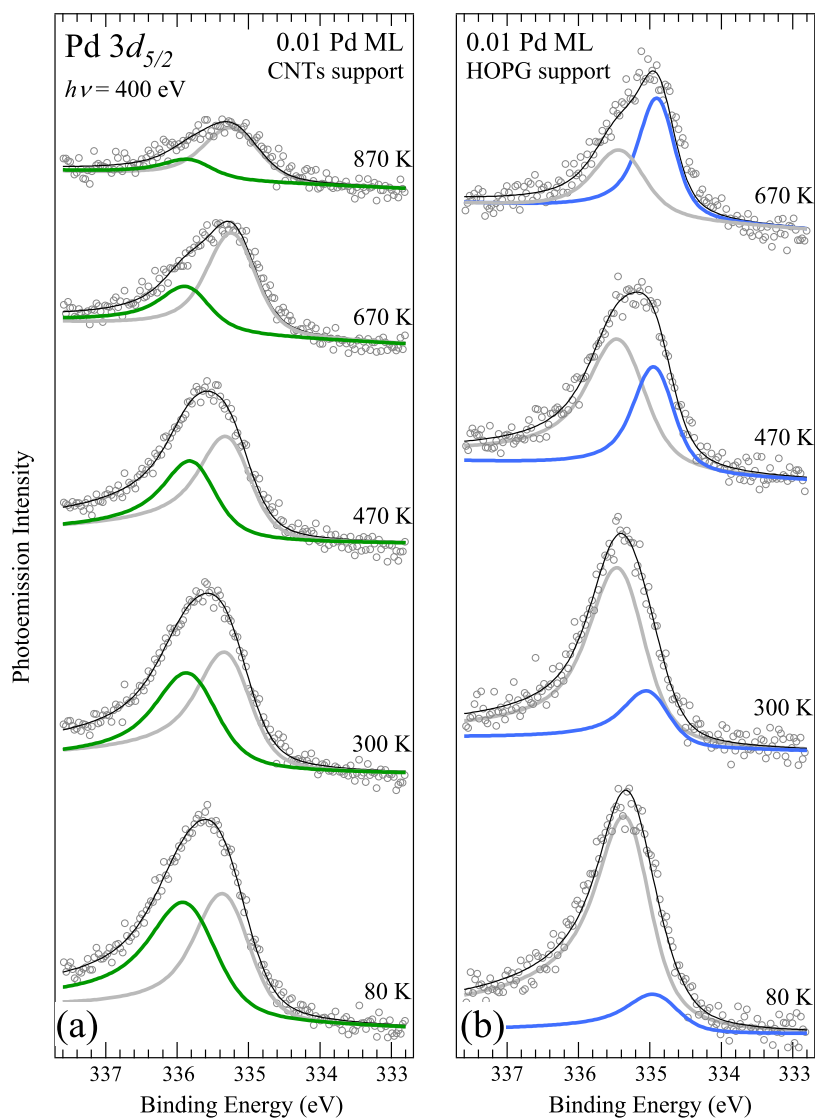 Pd 3d5/2
hν = 400 eV
0.01 Pd ML
CNTs support
870 K
670 K
470 K
300 K
80 K
(a)
337 336 335 334 333
Binding Energy (eV)
Photoemission Intensity
0.01 Pd ML
HOPG support
670 K
470 K
300 K
80 K
(b)
337 336 335 334 333
Binding Energy (eV)